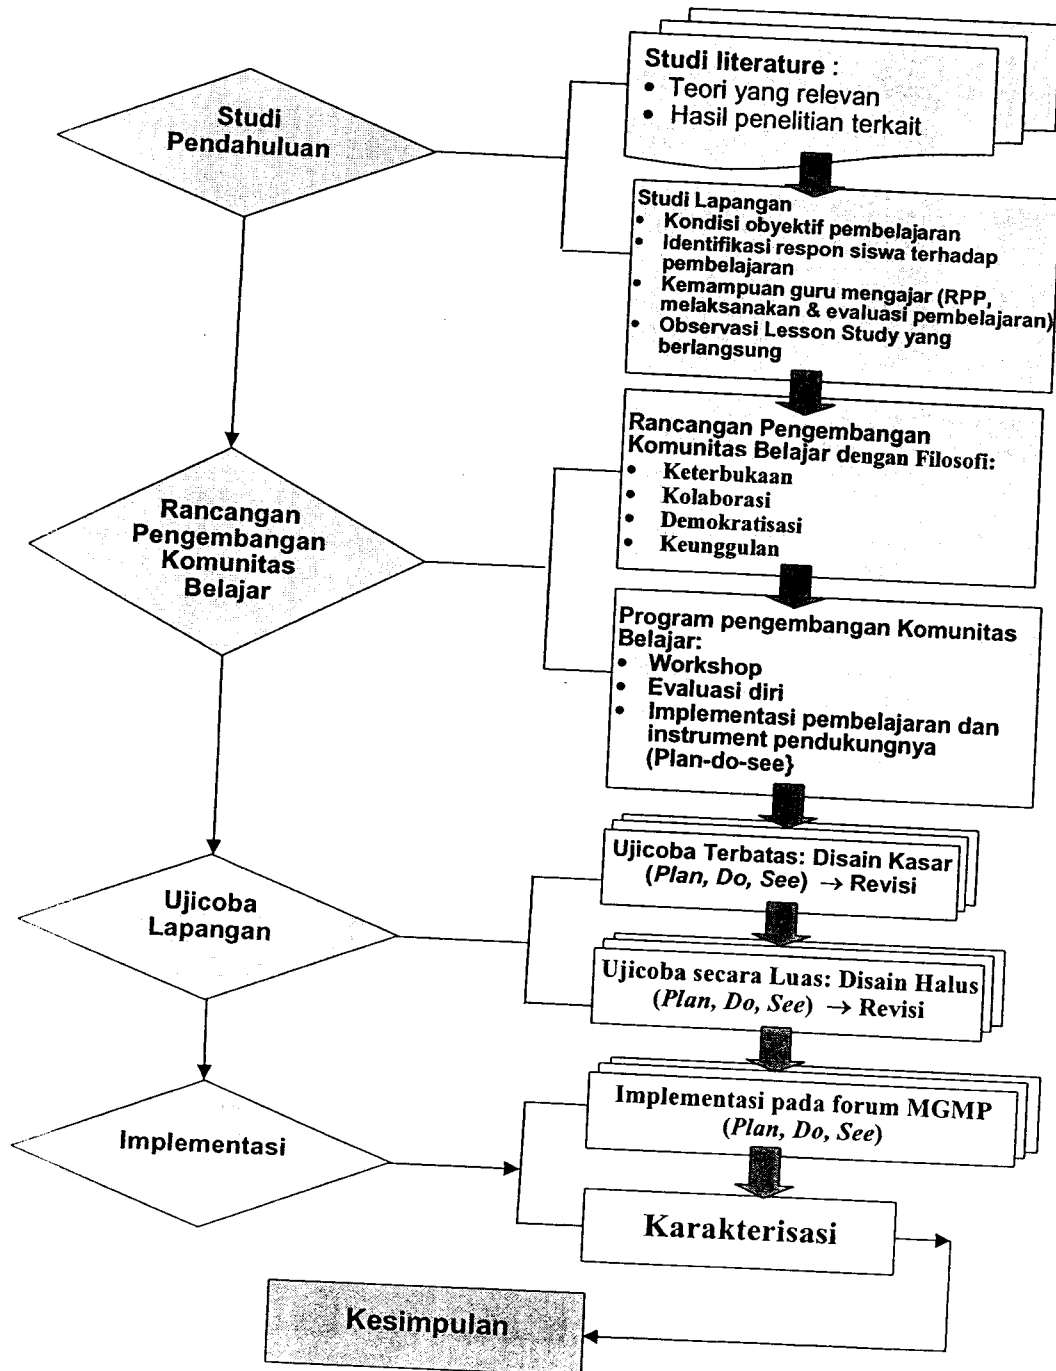 Studi
Pendahuluan
Studi literature :
• Teori yang relevan
• Hasil penelitian terkait
Studi Lapangan
• Kondisi obyektif pembelajaran
• Identifikasi respon siswa terhadap
pembelajaran
• Kemampuan guru mengajar (RPP,
melaksanakan & evaluasi pembelajaran)
• Observasi Lesson Study yang
berlangsung
Rancangan
Pengembangan
Komunitas
Belajar
Rancangan Pengembangan
Komunitas Belajar dengan Filosofi:
• Keterbukaan
• Kolaborasi
• Demokratisasi
• Keunggulan
Program pengembangan Komunitas
Belajar:
• Workshop
• Evaluasi diri
• Implementasi pembelajaran dan
instrument pendukungnya
(Plan-do-see}
Ujicoba
Lapangan
Ujicoba Terbatas: Disain Kasar
(Plan, Do, See) → Revisi
Ujicoba secara Luas: Disain Halus
(Plan, Do, See) → Revisi
Implementasi
Implementasi pada forum MGMP
(Plan, Do, See)
Karakterisasi
Kesimpulan